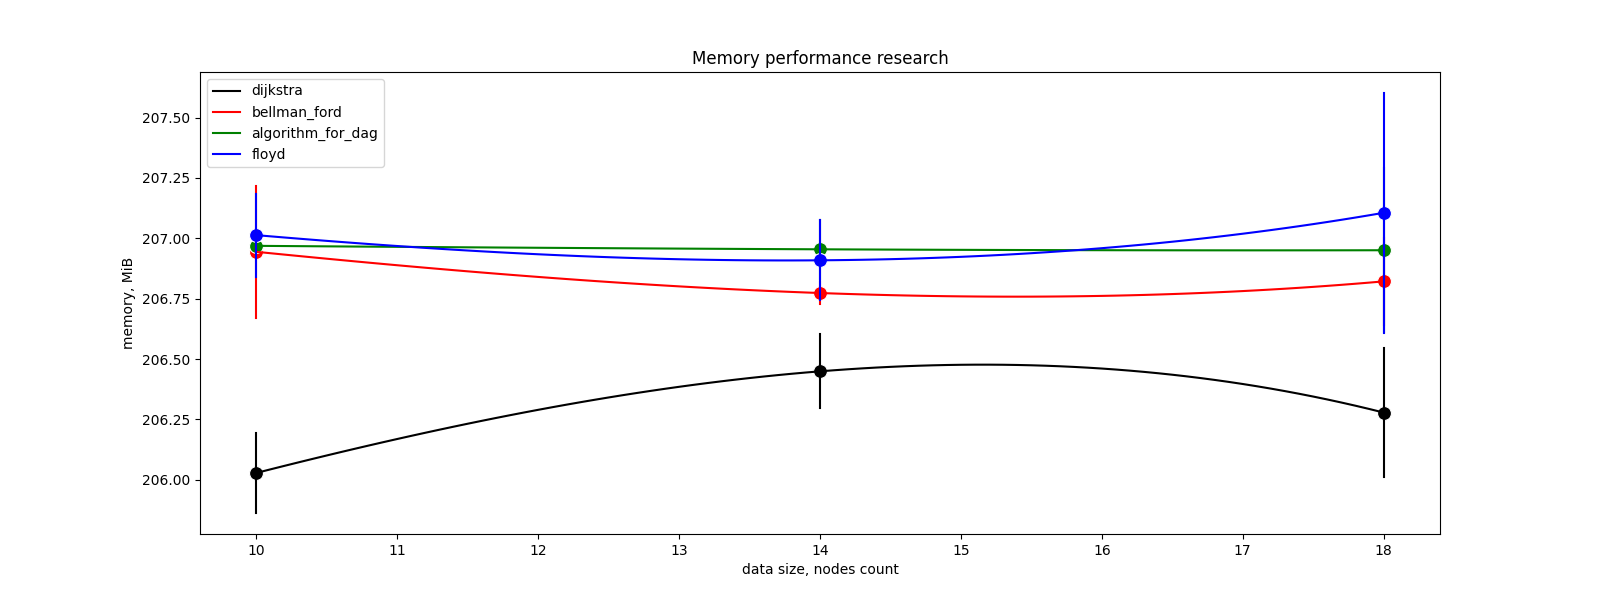 Memory performance research
dijkstra
bellman_ford
algorithm_for_dag
floyd
207.50
207.25
207.00
206.75
206.50
206.25
206.00
memory, MiB
10 11 12 13 14 15 16 17 18
data size, nodes count